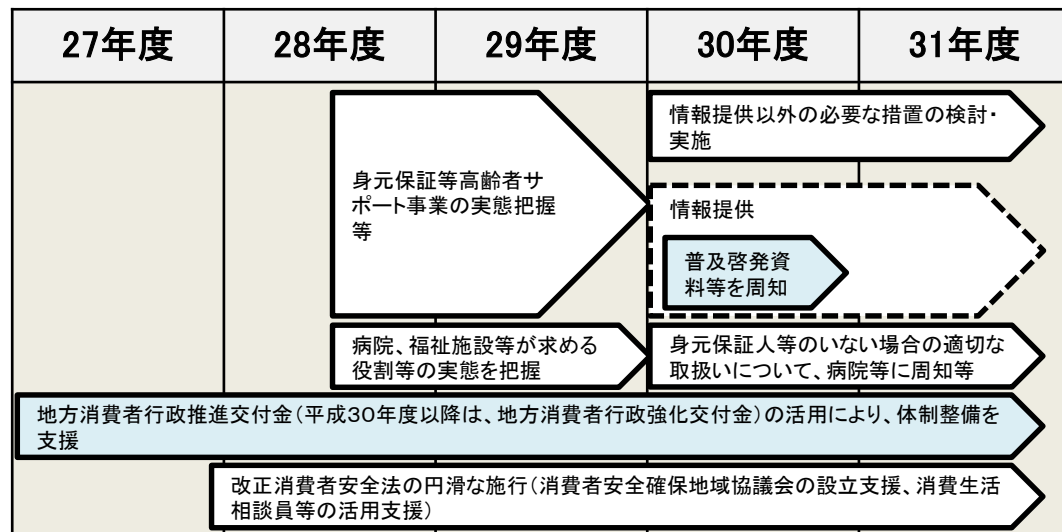 27年度 28年度 29年度 30年度 31年度
身元保証等高齢者サ
ポート事業の実態把握
等
情報提供以外の必要な措置の検討・
実施
情報提供
普及啓発資
料等を周知
病院、福祉施設等が求める
役割等の実態を把握
身元保証人等のいない場合の適切な
取扱いについて、病院等に周知等
地方消費者行政推進交付金(平成30年度以降は、地方消費者行政強化交付金)の活用により、体制整備を
支援
改正消費者安全法の円滑な施行(消費者安全確保地域協議会の設立支援、消費生活
相談員等の活用支援)